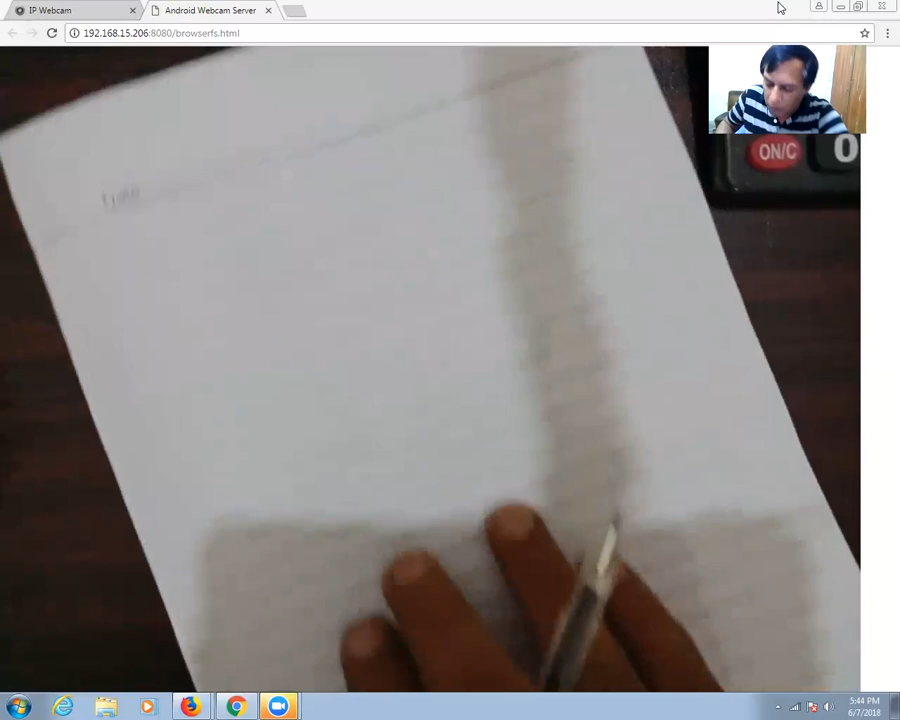 IP Webcam
Android Webcam Server
192.168.15.206:8080/browserfs.html
ON/C
0
5:44 PM
6/7/2018